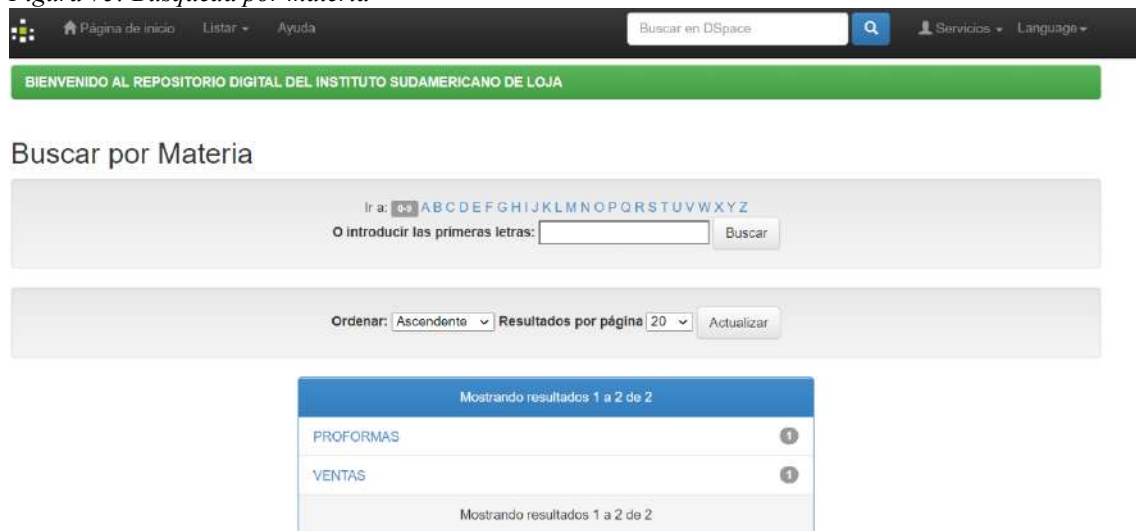 Página de inicio Listar Ayuda Buscar en DSpace Servicios Language
BIENVENIDO AL REPOSITORIO DIGITAL DEL INSTITUTO SUDAMERICANO DE LOJA
Buscar por Materia
Ir a: 0-9 A B C D E F G H I J K L M N O P Q R S T U V W X Y Z
O introducir las primeras letras: Buscar
Ordenar: Ascendente Resultados por página 20 Actualizar
Mostrando resultados 1 a 2 de 2
PROFORMAS 1
VENTAS 1
Mostrando resultados 1 a 2 de 2